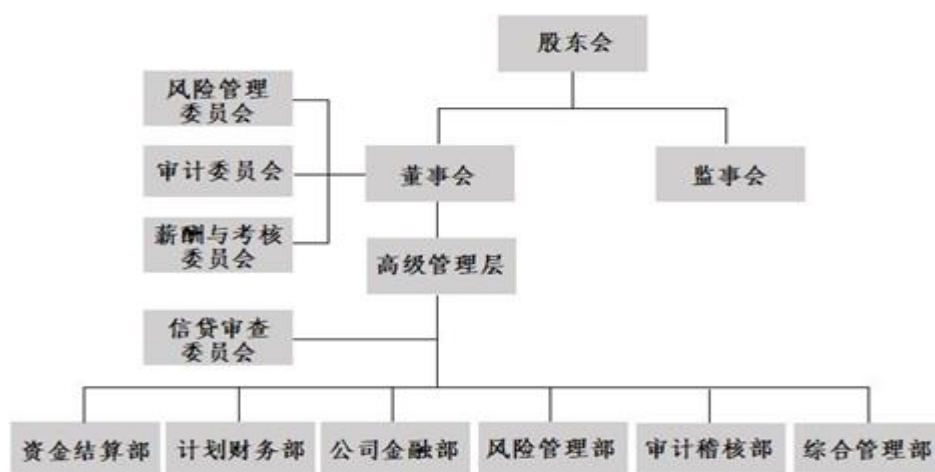 股东会
风险管理
委员会
审计委员会
董事会
监事会
薪酬与考核
委员会
高级管理层
信贷审查
委员会
资金结算部
计划财务部
公司金融部
风险管理部
审计稽核部
综合管理部